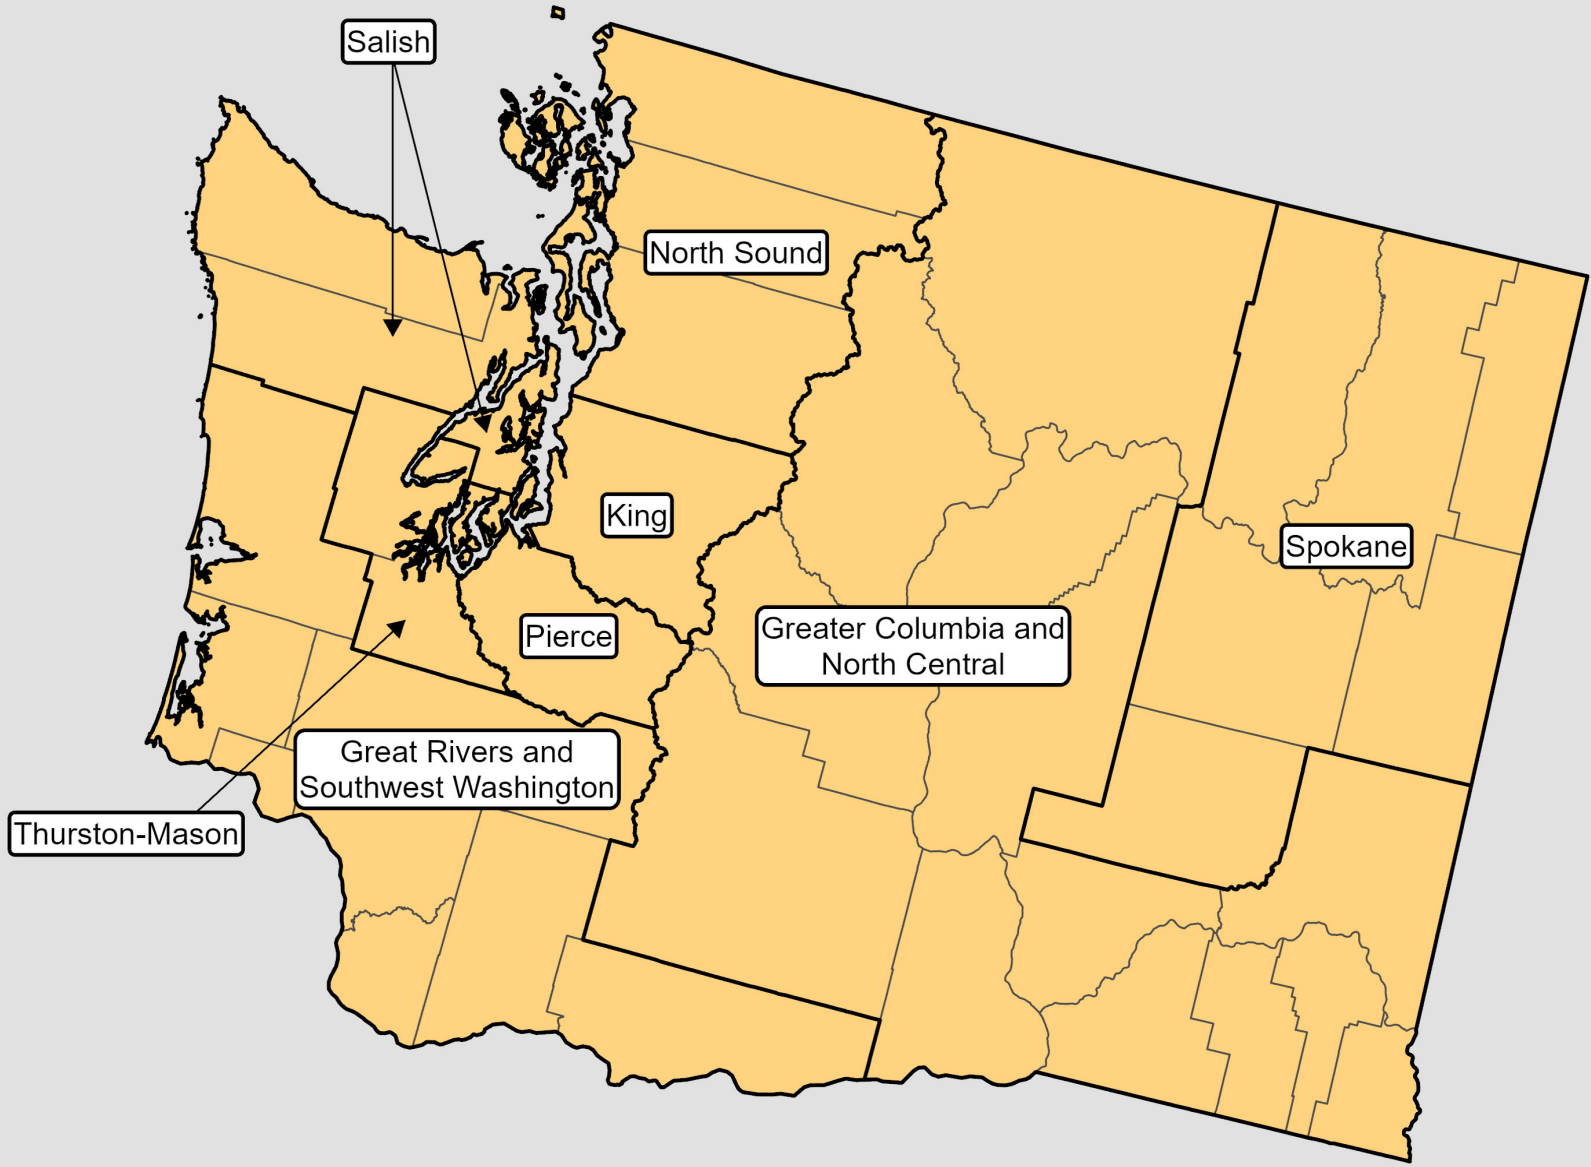 Salish
North Sound
King
Spokane
Pierce
Greater Columbia and
North Central
Great Rivers and
Southwest Washington
Thurston-Mason